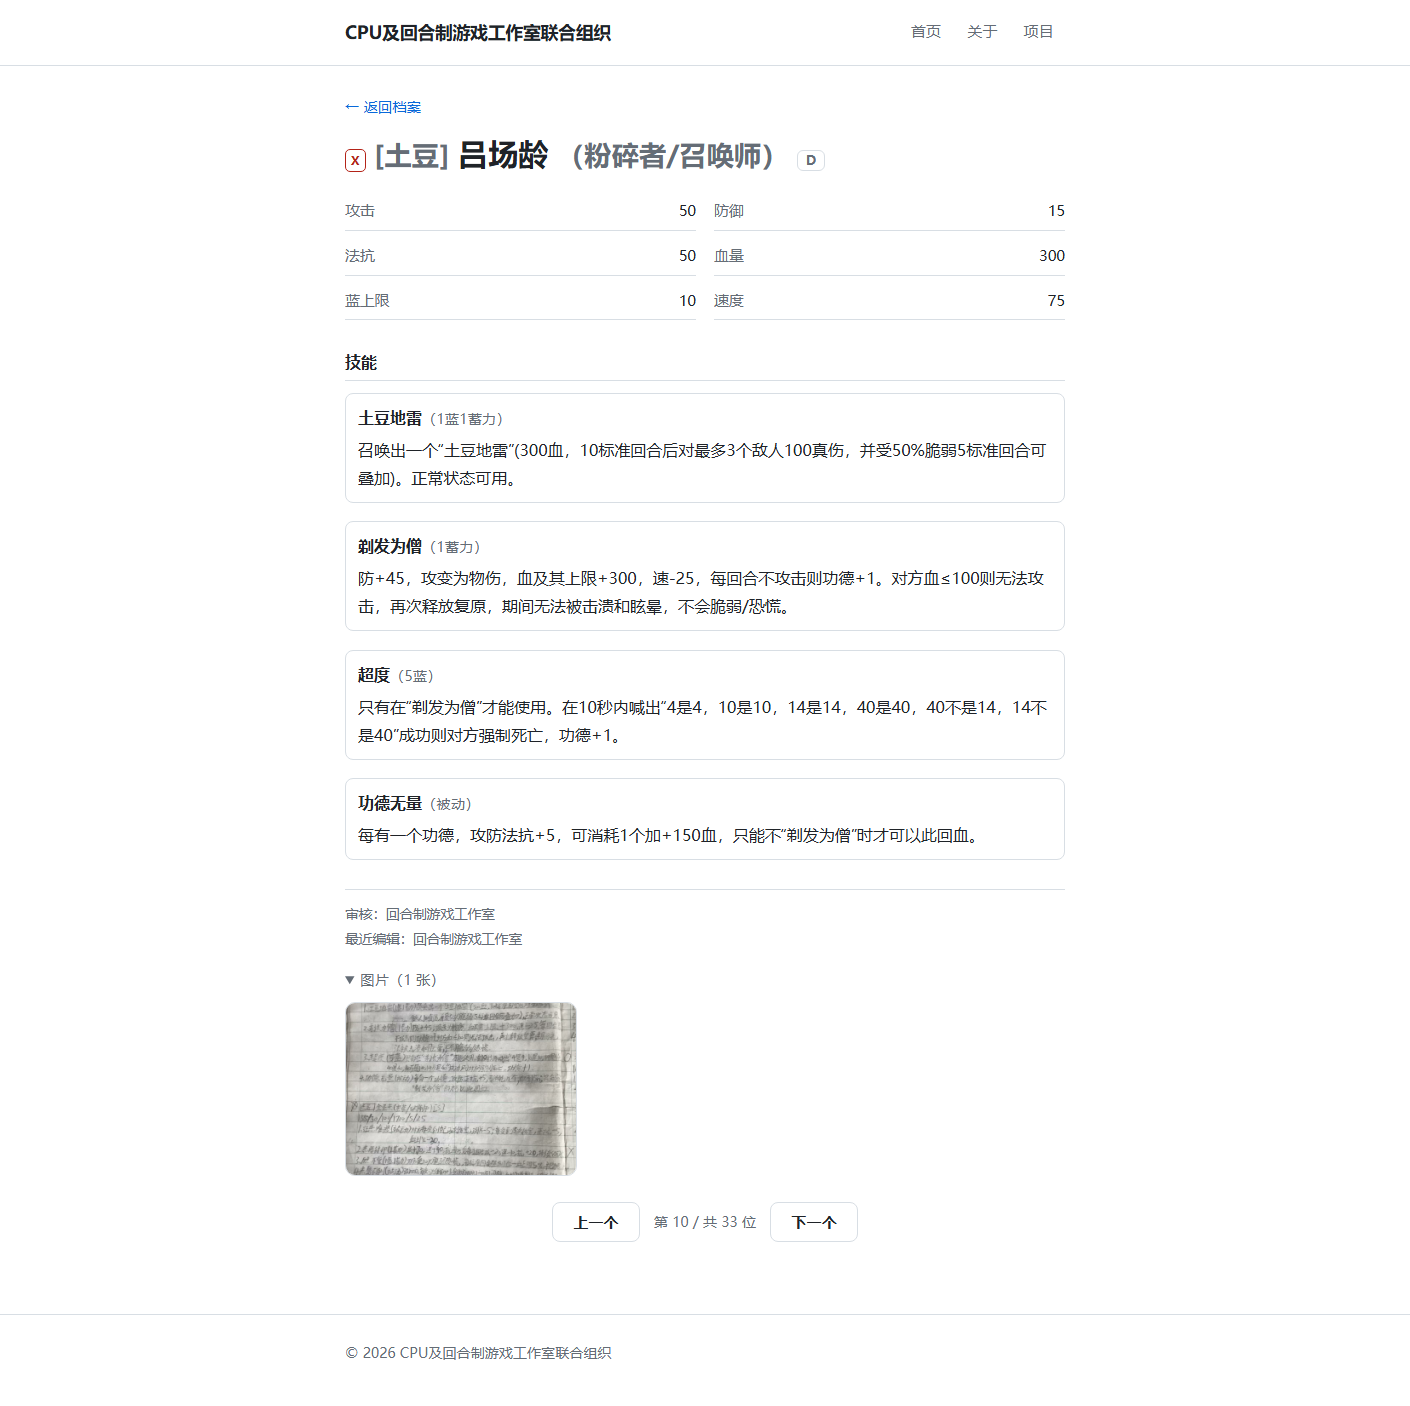 CPU及回合制游戏工作室联合组织
首页 关于 项目
← 返回档案
X [土豆] 吕场龄 （粉碎者/召唤师） D
攻击 50 防御 15
法抗 50 血量 300
蓝上限 10 速度 75
技能
土豆地雷（1蓝1蓄力）
召唤出一个“土豆地雷”(300血，10标准回合后对最多3个敌人100真伤，并受50%脆弱5标准回合可
叠加)。正常状态可用。
剃发为僧（1蓄力）
防+45，攻变为物伤，血及其上限+300，速-25，每回合不攻击则功德+1。对方血≤100则无法攻
击，再次释放复原，期间无法被击溃和眩晕，不会脆弱/恐慌。
超度（5蓝）
只有在“剃发为僧”才能使用。在10秒内喊出“4是4，10是10，14是14，40是40，40不是14，14不
是40”成功则对方强制死亡，功德+1。
功德无量（被动）
每有一个功德，攻防法抗+5，可消耗1个加+150血，只能不“剃发为僧”时才可以此回血。
审核：回合制游戏工作室
最近编辑：回合制游戏工作室
▼ 图片（1 张）
上一个 第 10 / 共 33 位 下一个
© 2026 CPU及回合制游戏工作室联合组织